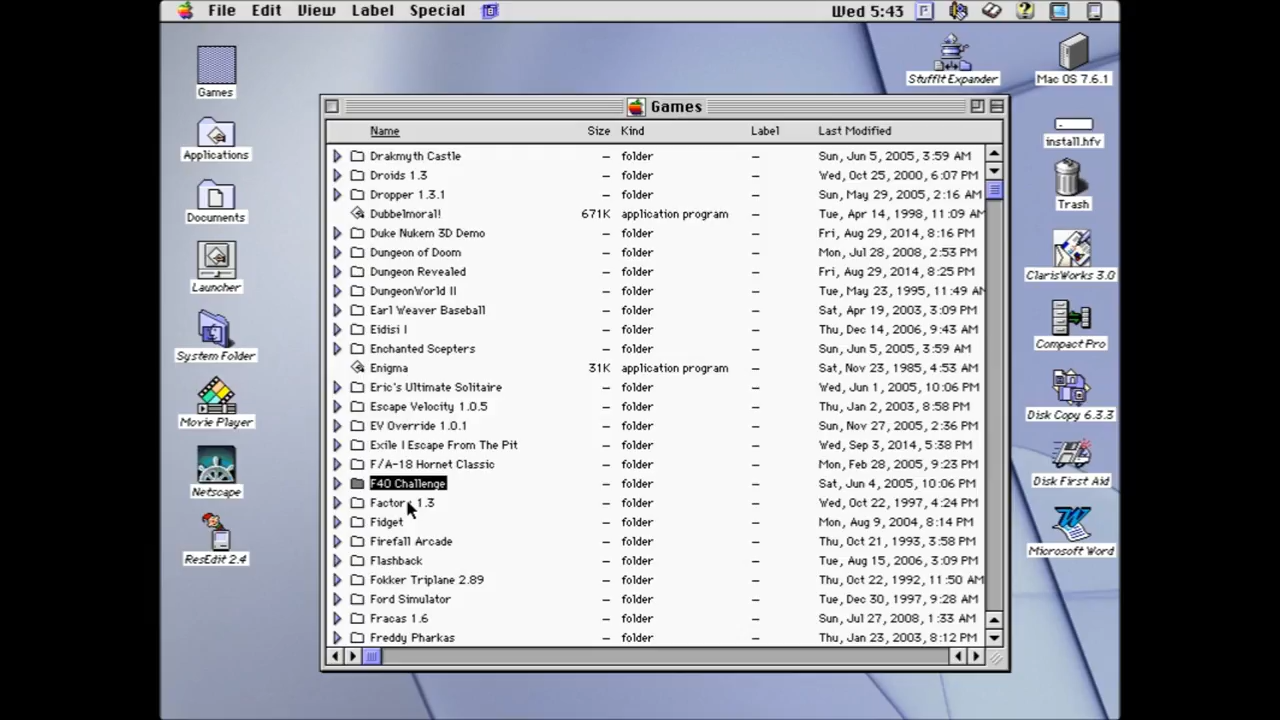 File Edit View Label Special Wed 5:43
Games
Applications
Documents
Launcher
System Folder
Movie Player
Netscape
ResEdit 2.4
Games
Name Size Kind Label Last Modified
Drakmyth Castle – folder – Sun, Jun 5, 2005, 3:59 AM
Droids 1.3 – folder – Wed, Oct 25, 2000, 6:07 PM
Dropper 1.3.1 – folder – Sun, May 29, 2005, 2:16 AM
Dubbelmoral! 671K application program – Tue, Apr 14, 1998, 11:09 AM
Duke Nukem 3D Demo – folder – Fri, Aug 29, 2014, 8:16 PM
Dungeon of Doom – folder – Mon, Jul 28, 2008, 2:53 PM
Dungeon Revealed – folder – Fri, Aug 29, 2014, 8:25 PM
DungeonWorld II – folder – Tue, May 23, 1995, 11:49 AM
Earl Weaver Baseball – folder – Sat, Apr 19, 2003, 3:09 PM
Eidisi I – folder – Thu, Dec 14, 2006, 9:43 AM
Enchanted Scepters – folder – Sun, Jun 5, 2005, 3:59 AM
Enigma 31K application program – Sat, Nov 23, 1985, 4:53 AM
Eric's Ultimate Solitaire – folder – Wed, Jun 1, 2005, 10:06 PM
Escape Velocity 1.0.5 – folder – Thu, Jan 2, 2003, 8:58 PM
EV Override 1.0.1 – folder – Sun, Nov 27, 2005, 2:36 PM
Exile I Escape From The Pit – folder – Wed, Sep 3, 2014, 5:38 PM
F/A-18 Hornet Classic – folder – Mon, Feb 28, 2005, 9:23 PM
F40 Challenge – folder – Sat, Jun 4, 2005, 10:06 PM
Factory 1.3 – folder – Wed, Oct 22, 1997, 4:24 PM
Fidget – folder – Mon, Aug 9, 2004, 8:14 PM
Firefall Arcade – folder – Thu, Oct 21, 1993, 3:58 PM
Flashback – folder – Tue, Aug 15, 2006, 3:09 PM
Fokker Triplane 2.89 – folder – Thu, Oct 22, 1992, 11:50 AM
Ford Simulator – folder – Tue, Dec 30, 1997, 9:28 AM
Fracas 1.6 – folder – Sun, Jul 27, 2008, 1:33 AM
Freddy Pharkas – folder – Thu, Jan 23, 2003, 8:12 PM
StuffIt Expander
Mac OS 7.6.1
install.hfv
Trash
ClarisWorks 3.0
Compact Pro
Disk Copy 6.3.3
Disk First Aid
Microsoft Word